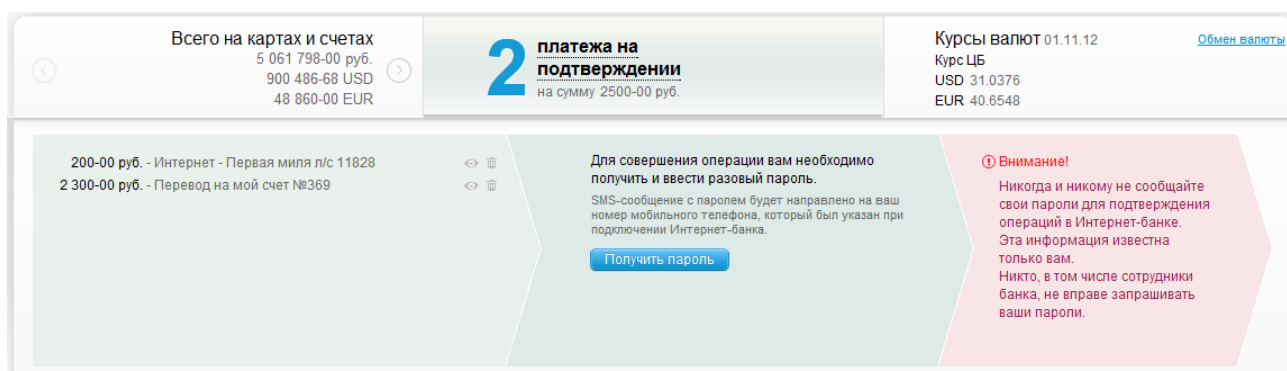 Всего на картах и счетах
5 061 798-00 руб.
900 486-68 USD
48 860-00 EUR
2 платежа на
подтверждении
на сумму 2500-00 руб.
Курсы валют 01.11.12
Обмен валюты
Курс ЦБ
USD 31.0376
EUR 40.6548
200-00 руб. - Интернет - Первая миля л/с 11828
2 300-00 руб. - Перевод на мой счет №369
Для совершения операции вам необходимо
получить и ввести разовый пароль.
SMS-сообщение с паролем будет направлено на ваш
номер мобильного телефона, который был указан при
подключении Интернет-банка.
Получить пароль
Внимание!
Никогда и никому не сообщайте
свои пароли для подтверждения
операций в Интернет-банке.
Эта информация известна
только вам.
Никто, в том числе сотрудники
банка, не вправе запрашивать
ваши пароли.